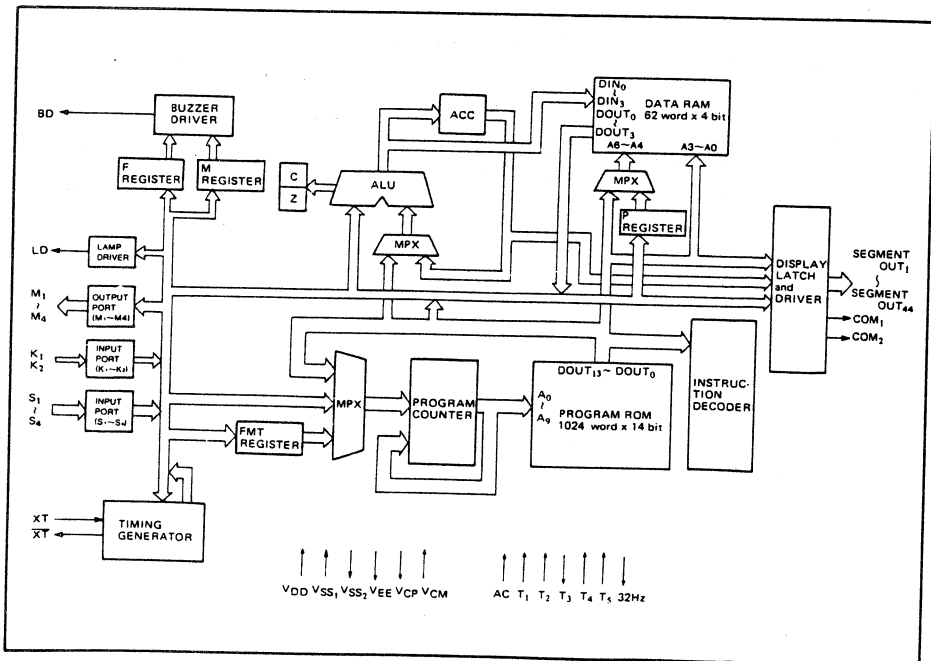 BD
BUZZER
DRIVER
F
REGISTER
M
REGISTER
C
Z
ALU
ACC
DIN0
~
DIN3
DOUT0
~
DOUT3
DATA RAM
62 word x 4 bit
A6~A4
A3~A0
MPX
P
REGISTER
MPX
LD
LAMP
DRIVER
M1
~
M4
OUTPUT
PORT
(M1~M4)
K1
K2
INPUT
PORT
(K1~K2)
S1
~
S4
INPUT
PORT
(S1~S4)
DISPLAY
LATCH
and
DRIVER
SEGMENT
OUT1
~
SEGMENT
OUT44
COM1
COM2
MPX
PROGRAM
COUNTER
FMT
REGISTER
DOUT13~DOUT0
A0
~
A9
PROGRAM ROM
1024 word x 14 bit
INSTRUC-
TION
DECODER
XT
XT
TIMING
GENERATOR
VDD VSS1 VSS2 VEE VCP VCM
AC T1 T2 T3 T4 T5 32Hz